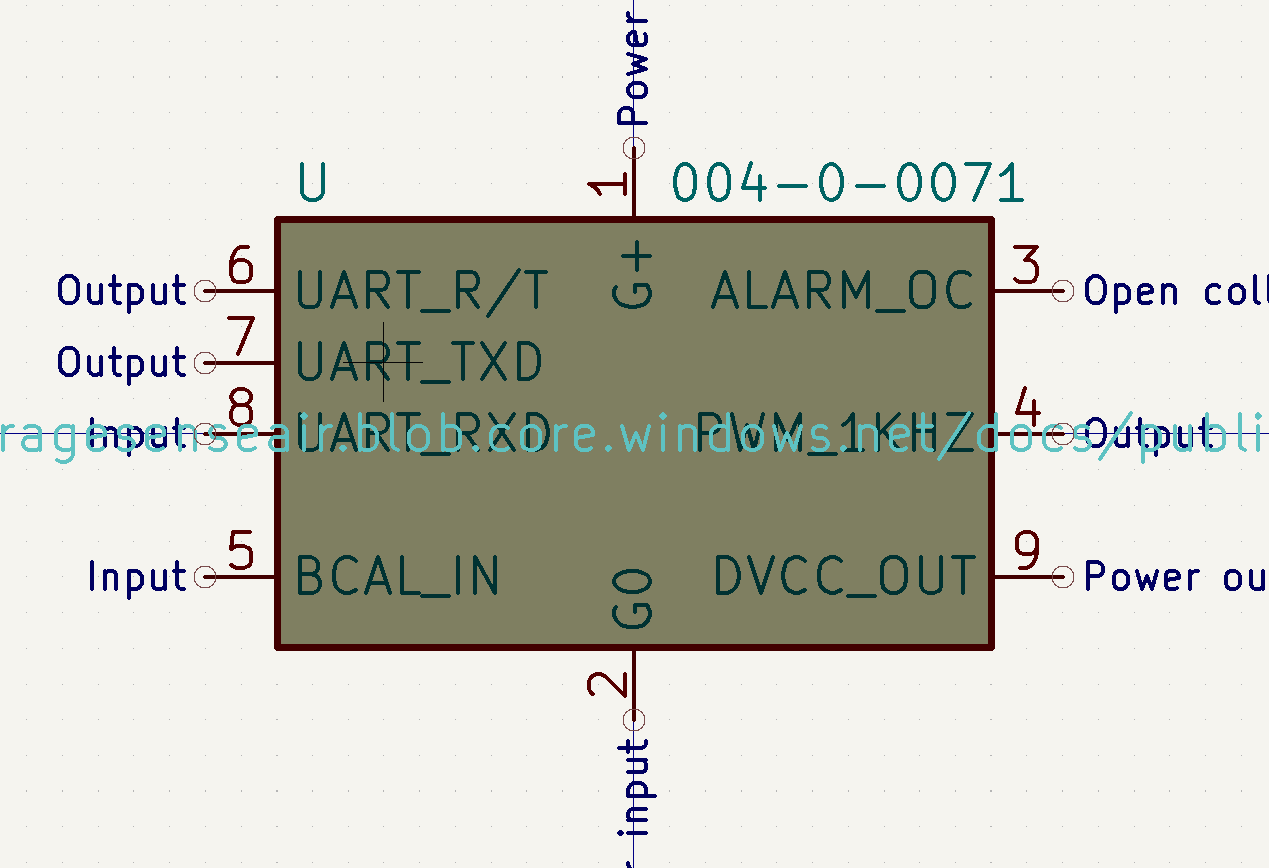 Power
U
1
004-0-0071
6
Output
UART_R/T
G+
ALARM_OC
3
Open coll
7
Output
UART_TXD
8
Input
UART_RXD
PWM_1KHZ
4
Output
ragesenseair.blob.core.windows.net/docs/publi
5
Input
BCAL_IN
G0
DVCC_OUT
9
Power ou
2
input